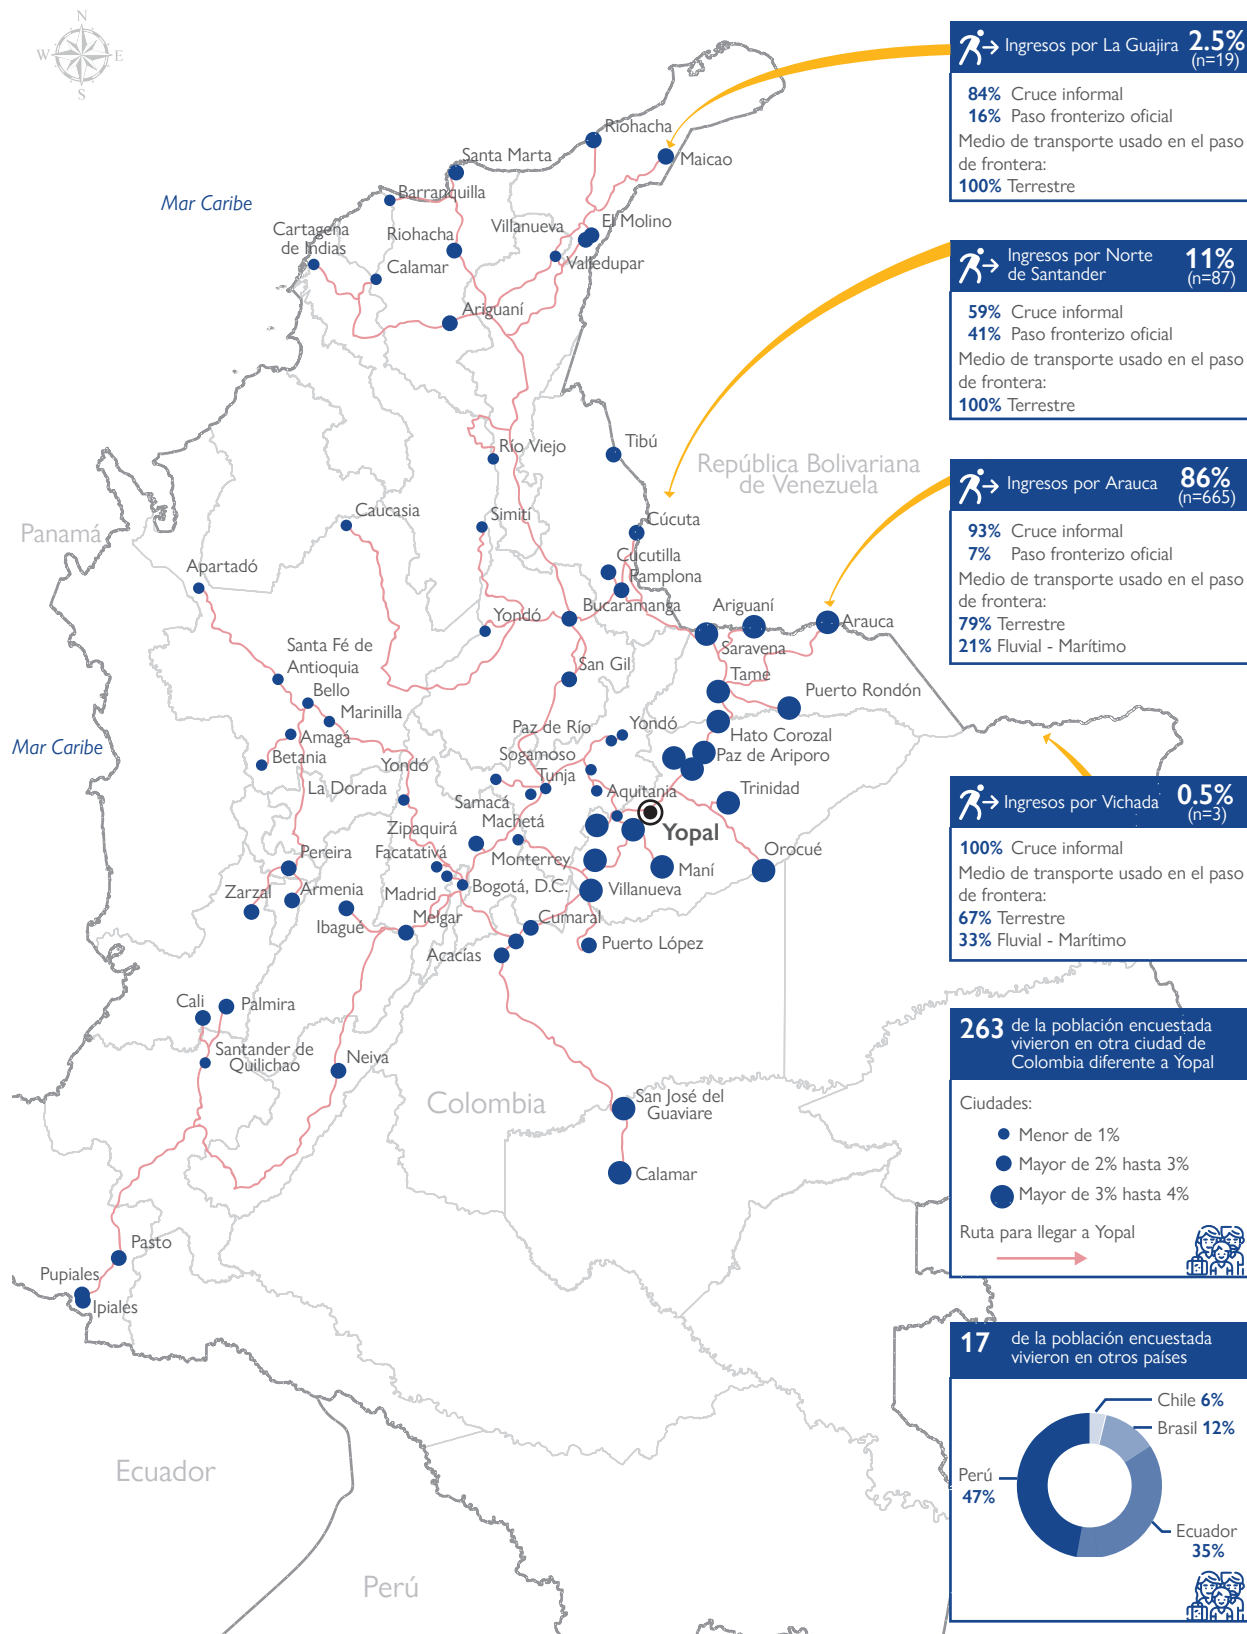 N
W
E
S
Mar Caribe
Mar Caribe
Panamá
República Bolivariana
de Venezuela
Colombia
Ecuador
Perú
Riohacha
Maicao
Santa Marta
Barranquilla
Cartagena
de Indias
Riohacha
Villanueva
El Molino
Calamar
Valledupar
Ariguaní
Río Viejo
Tibú
Caucasia
Simití
Cúcuta
Cucutilla
Pamplona
Apartadó
Yondó
Bucaramanga
Ariguaní
Arauca
Saravena
Santa Fé de
Antioquia
San Gil
Tame
Bello
Puerto Rondón
Marinilla
Paz de Río
Yondó
Hato Corozal
Amagá
Betania
Yondó
Sogamoso
Paz de Ariporo
Tunja
La Dorada
Aquitania
Trinidad
Samacá
Zipaquirá
Machetá
Yopal
Pereira
Facatativá
Monterrey
Maní
Orocué
Zarzal
Armenia
Madrid
Bogotá, D.C.
Villanueva
Ibagué
Melgar
Cumaral
Acacías
Puerto López
Cali
Palmira
Santander de
Quilichao
Neiva
San José del
Guaviare
Calamar
Pasto
Pupiales
Ipiales
Ingresos por La Guajira 2.5%
(n=19)
84% Cruce informal
16% Paso fronterizo oficial
Medio de transporte usado en el paso
de frontera:
100% Terrestre
Ingresos por Norte
de Santander
11%
(n=87)
59% Cruce informal
41% Paso fronterizo oficial
Medio de transporte usado en el paso
de frontera:
100% Terrestre
Ingresos por Arauca 86%
(n=665)
93% Cruce informal
7% Paso fronterizo oficial
Medio de transporte usado en el paso
de frontera:
79% Terrestre
21% Fluvial - Marítimo
Ingresos por Vichada 0.5%
(n=3)
100% Cruce informal
Medio de transporte usado en el paso
de frontera:
67% Terrestre
33% Fluvial - Marítimo
263 de la población encuestada
vivieron en otra ciudad de
Colombia diferente a Yopal
Ciudades:
Menor de 1%
Mayor de 2% hasta 3%
Mayor de 3% hasta 4%
Ruta para llegar a Yopal
17 de la población encuestada
vivieron en otros países
Chile 6%
Brasil 12%
Perú
47%
Ecuador
35%